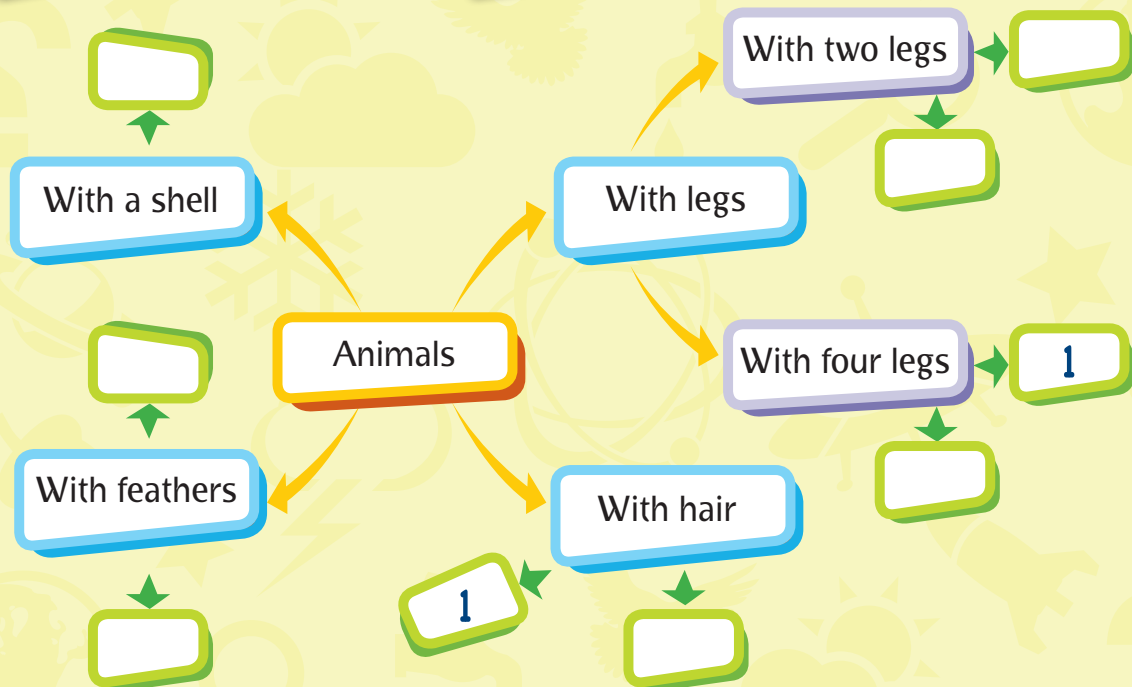 With two legs
With a shell
With legs
Animals
With four legs
1
With feathers
With hair
1